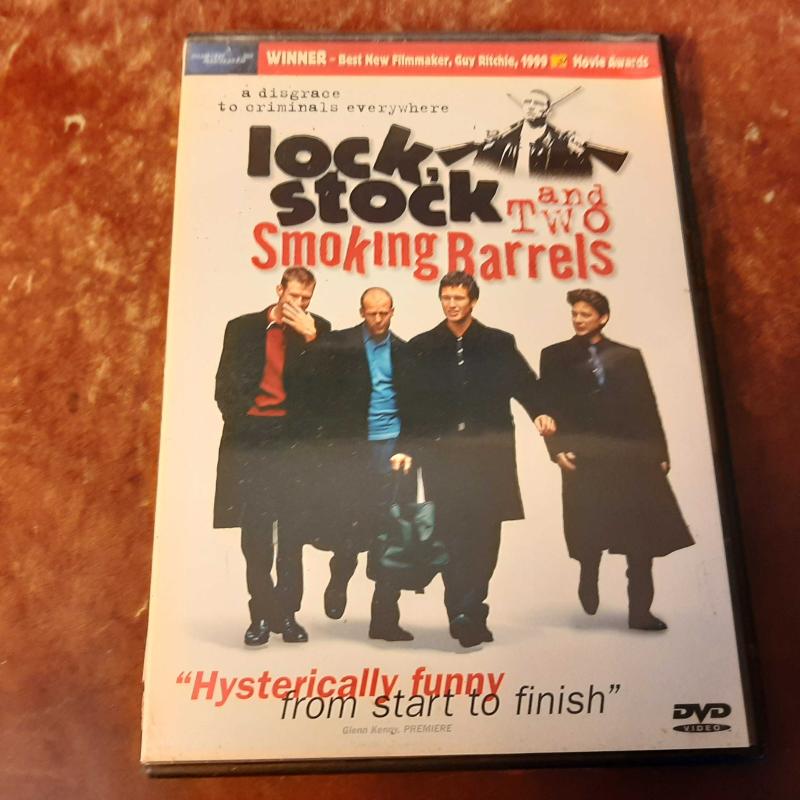 WINNER - Best New Filmmaker, Guy Ritchie, 1999 MTV Movie Awards
a disgrace
to criminals everywhere
lock,
stock and
TWO
Smoking Barrels
“Hysterically funny
from start to finish”
Glenn Kenny, PREMIERE
DVD
VIDEO